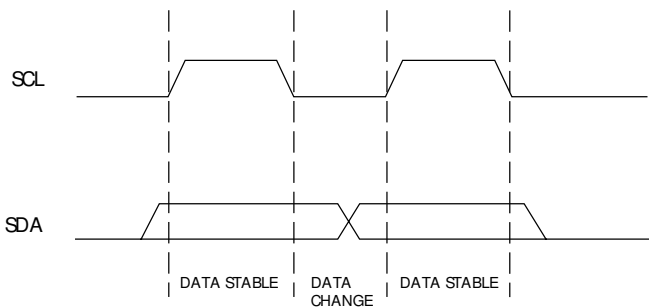 SCL
SDA
DATA STABLE
DATA
CHANGE
DATA STABLE